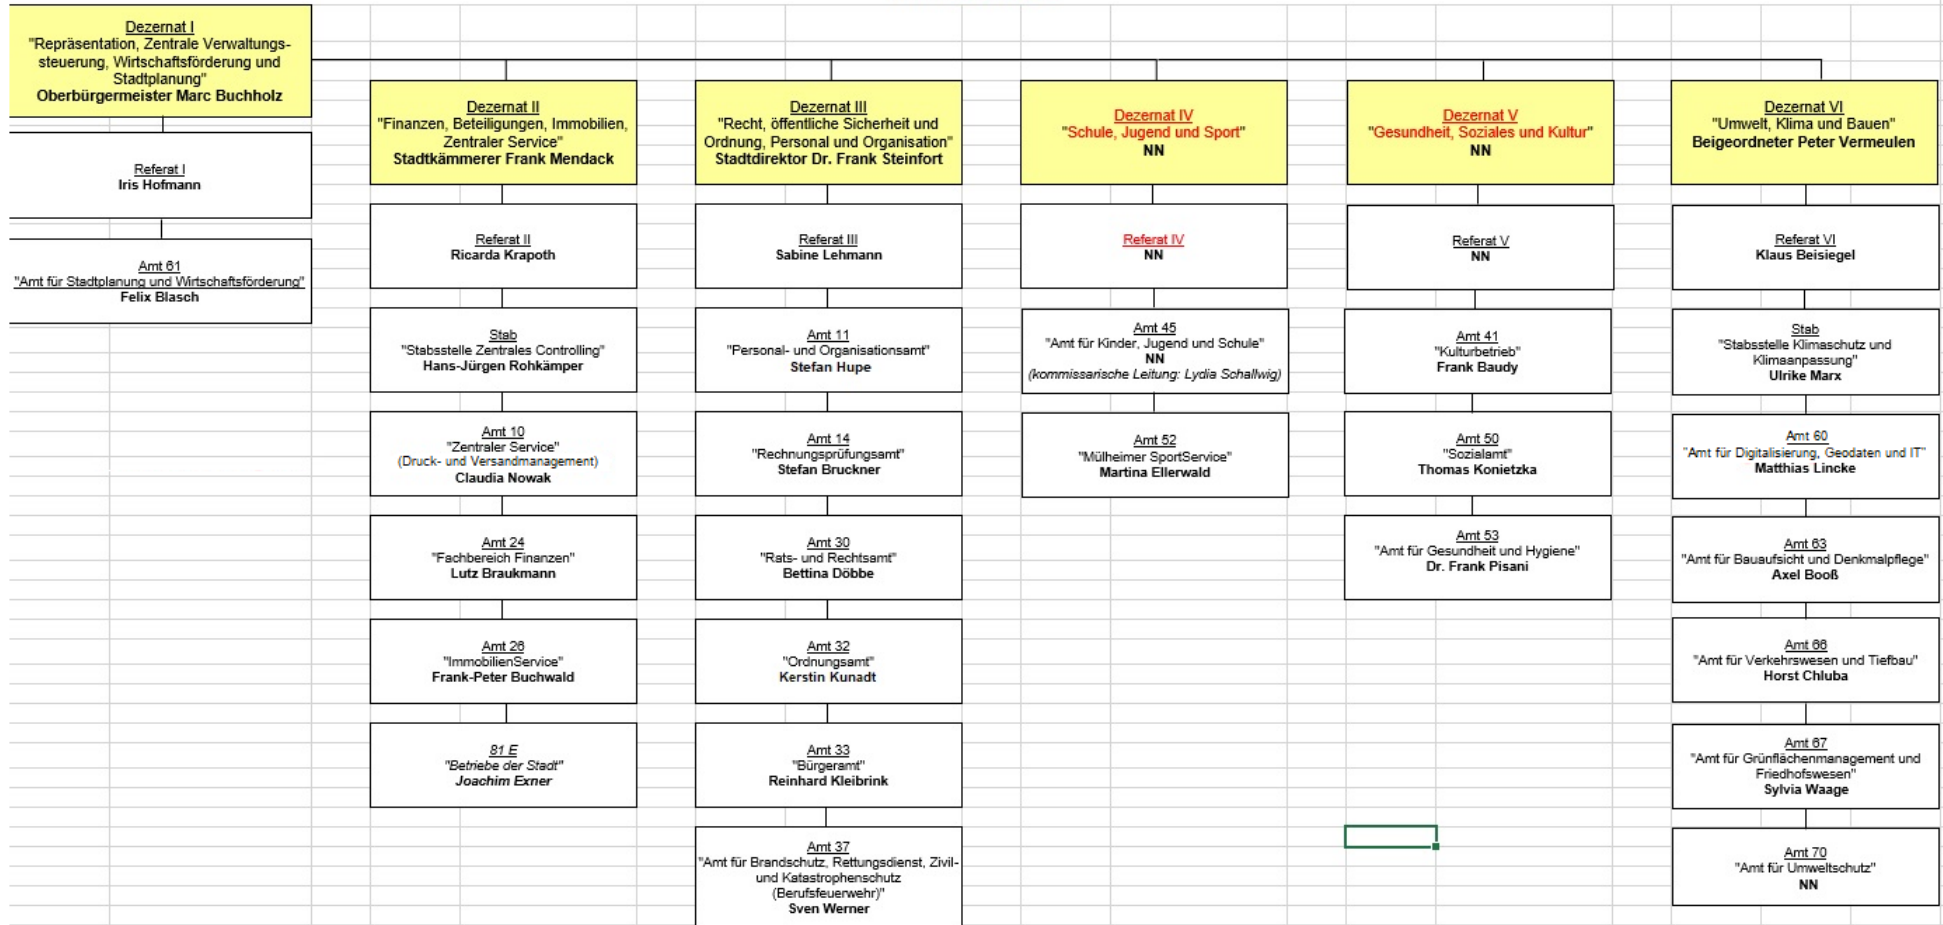 Dezernat I
"Repräsentation, Zentrale Verwaltungs-
steuerung, Wirtschaftsförderung und
Stadtplanung"
Oberbürgermeister Marc Buchholz
Referat I
Iris Hofmann
Amt 61
"Amt für Stadtplanung und Wirtschaftsförderung"
Felix Blasch
Dezernat II
"Finanzen, Beteiligungen, Immobilien,
Zentraler Service"
Stadtkämmerer Frank Mendack
Referat II
Ricarda Krapoth
Stab
"Stabsstelle Zentrales Controlling"
Hans-Jürgen Rohkämper
Amt 10
"Zentraler Service"
(Druck- und Versandmanagement)
Claudia Nowak
Amt 24
"Fachbereich Finanzen"
Lutz Braukmann
Amt 26
"ImmobilienService"
Frank-Peter Buchwald
81 E
"Betriebe der Stadt"
Joachim Exner
Dezernat III
"Recht, öffentliche Sicherheit und
Ordnung, Personal und Organisation"
Stadtdirektor Dr. Frank Steinfort
Referat III
Sabine Lehmann
Amt 11
"Personal- und Organisationsamt"
Stefan Hupe
Amt 14
"Rechnungsprüfungsamt"
Stefan Bruckner
Amt 30
"Rats- und Rechtsamt"
Bettina Döbbe
Amt 32
"Ordnungsamt"
Kerstin Kunadt
Amt 33
"Bürgeramt"
Reinhard Kleibrink
Amt 37
"Amt für Brandschutz, Rettungsdienst, Zivil-
und Katastrophenschutz
(Berufsfeuerwehr)"
Sven Werner
Dezernat IV
"Schule, Jugend und Sport"
NN
Referat IV
NN
Amt 45
"Amt für Kinder, Jugend und Schule"
NN
(kommissarische Leitung: Lydia Schallwig)
Amt 52
"Mülheimer SportService"
Martina Ellerwald
Dezernat V
"Gesundheit, Soziales und Kultur"
NN
Referat V
NN
Amt 41
"Kulturbetrieb"
Frank Baudy
Amt 50
"Sozialamt"
Thomas Konietzka
Amt 53
"Amt für Gesundheit und Hygiene"
Dr. Frank Pisani
Dezernat VI
"Umwelt, Klima und Bauen"
Beigeordneter Peter Vermeulen
Referat VI
Klaus Beisiegel
Stab
"Stabsstelle Klimaschutz und
Klimaanpassung"
Ulrike Marx
Amt 60
"Amt für Digitalisierung, Geodaten und IT"
Matthias Lincke
Amt 63
"Amt für Bauaufsicht und Denkmalpflege"
Axel Booß
Amt 66
"Amt für Verkehrswesen und Tiefbau"
Horst Chluba
Amt 67
"Amt für Grünflächenmanagement und
Friedhofswesen"
Sylvia Waage
Amt 70
"Amt für Umweltschutz"
NN